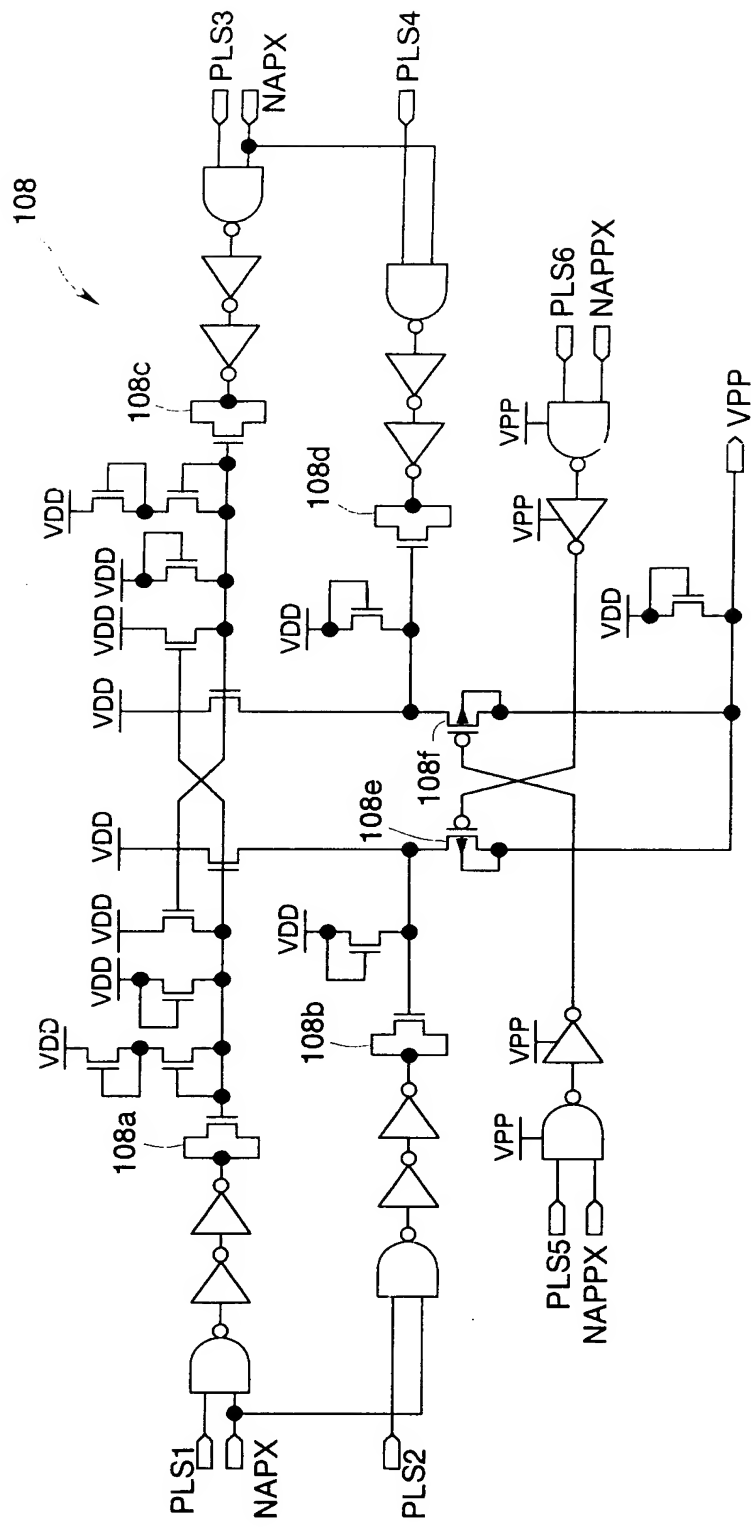 108
PLS1
NAPX
108a
VDD
VDD
VDD
VDD
VDD
VDD
VDD
VDD
108c
PLS3
NAPX
PLS2
108b
VDD
108e
108f
VDD
108d
PLS4
PLS5
NAPPX
VPP
VPP
VDD
VPP
VPP
PLS6
NAPPX
VPP